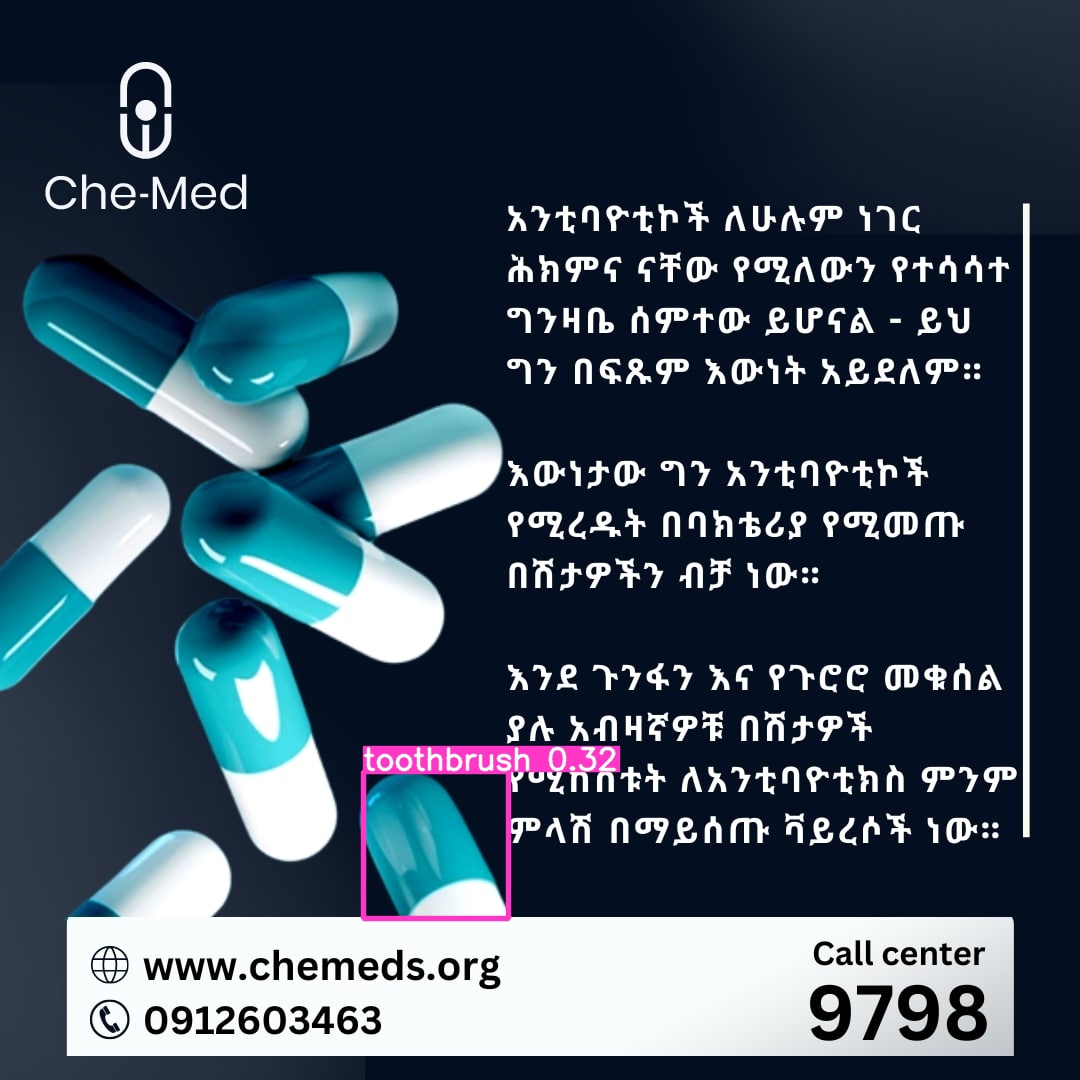 Che-Med
አንቲባዮቲኮች ለሁሉም ነገር
ሕክምና ናቸው የሚለውን የተሳሳተ
ግንዛቤ ሰምተው ይሆናል - ይህ
ግን በፍጹም እውነት አይደለም።
እውነታው ግን አንቲባዮቲኮች
የሚረዱት በባክቴሪያ የሚመጡ
በሽታዎችን ብቻ ነው።
እንደ ጉንፋን እና የጉሮሮ መቁሰል
ያሉ አብዛኛዎቹ በሽታዎች
toothbrush 0.32
ለአንቲባዮቲክስ ምንም
ምላሽ በማይሰጡ ቫይረሶች ነው።
www.chemeds.org
0912603463
Call center
9798